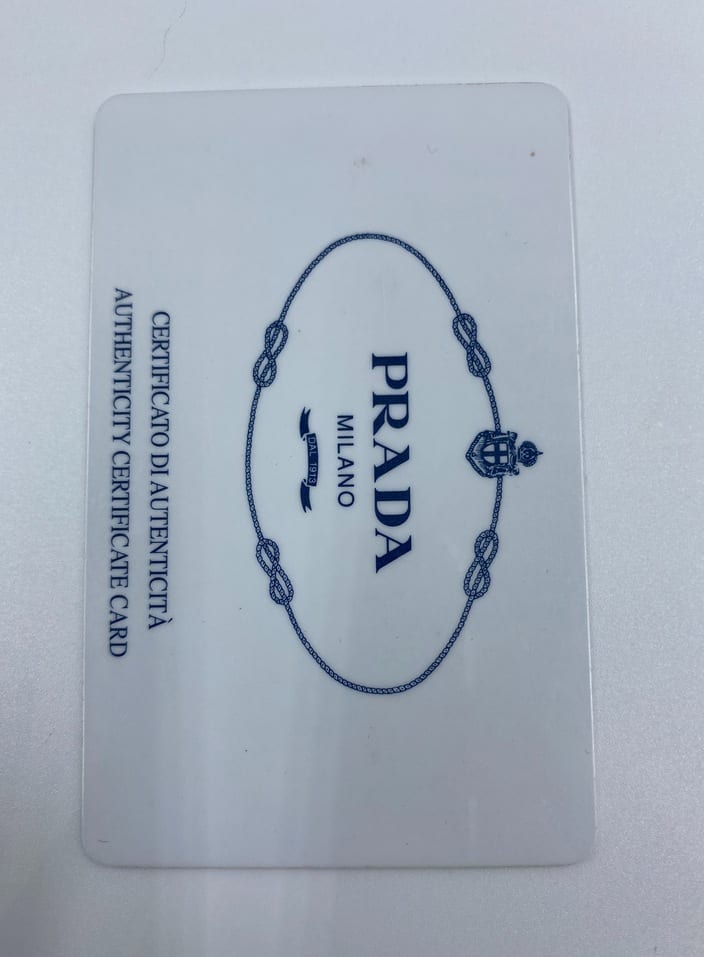 PRADA
MILANO
DAL 1913
CERTIFICATO DI AUTENTICITÀ
AUTHENTICITY CERTIFICATE CARD